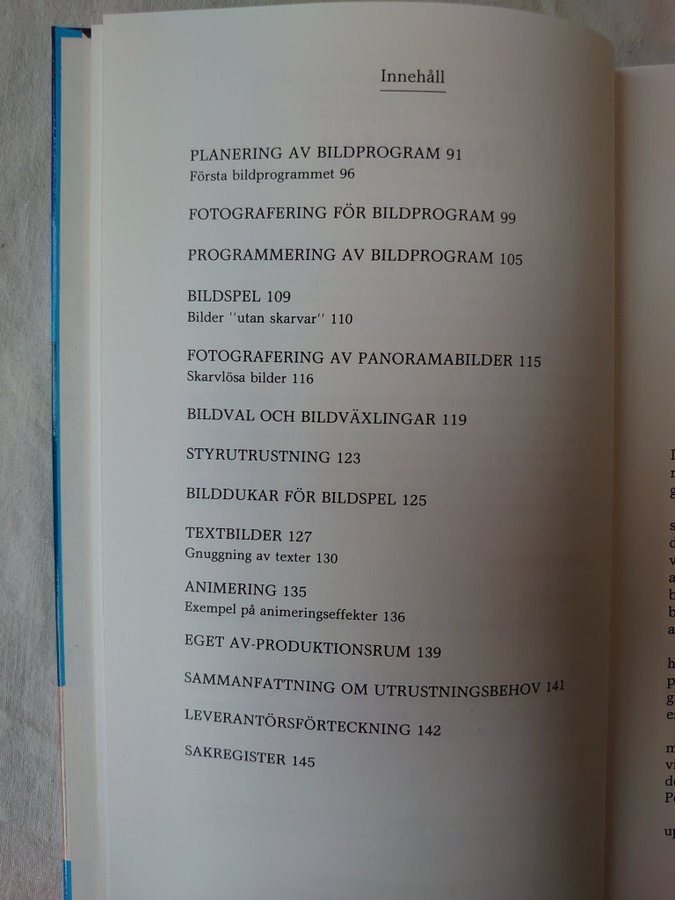 Innehåll
PLANERING AV BILDPROGRAM 91
Första bildprogrammet 96
FOTOGRAFERING FÖR BILDPROGRAM 99
PROGRAMMERING AV BILDPROGRAM 105
BILDSPEL 109
Bilder ''utan skarvar'' 110
FOTOGRAFERING AV PANORAMABILDER 115
Skarvlösa bilder 116
BILDVAL OCH BILDVÄXLINGAR 119
STYRUTRUSTNING 123
BILDDUKAR FÖR BILDSPEL 125
TEXTBILDER 127
Gnuggning av texter 130
ANIMERING 135
Exempel på animeringseffekter 136
EGET AV-PRODUKTIONSRUM 139
SAMMANFATTNING OM UTRUSTNINGSBEHOV 141
LEVERANTÖRSFÖRTECKNING 142
SAKREGISTER 145